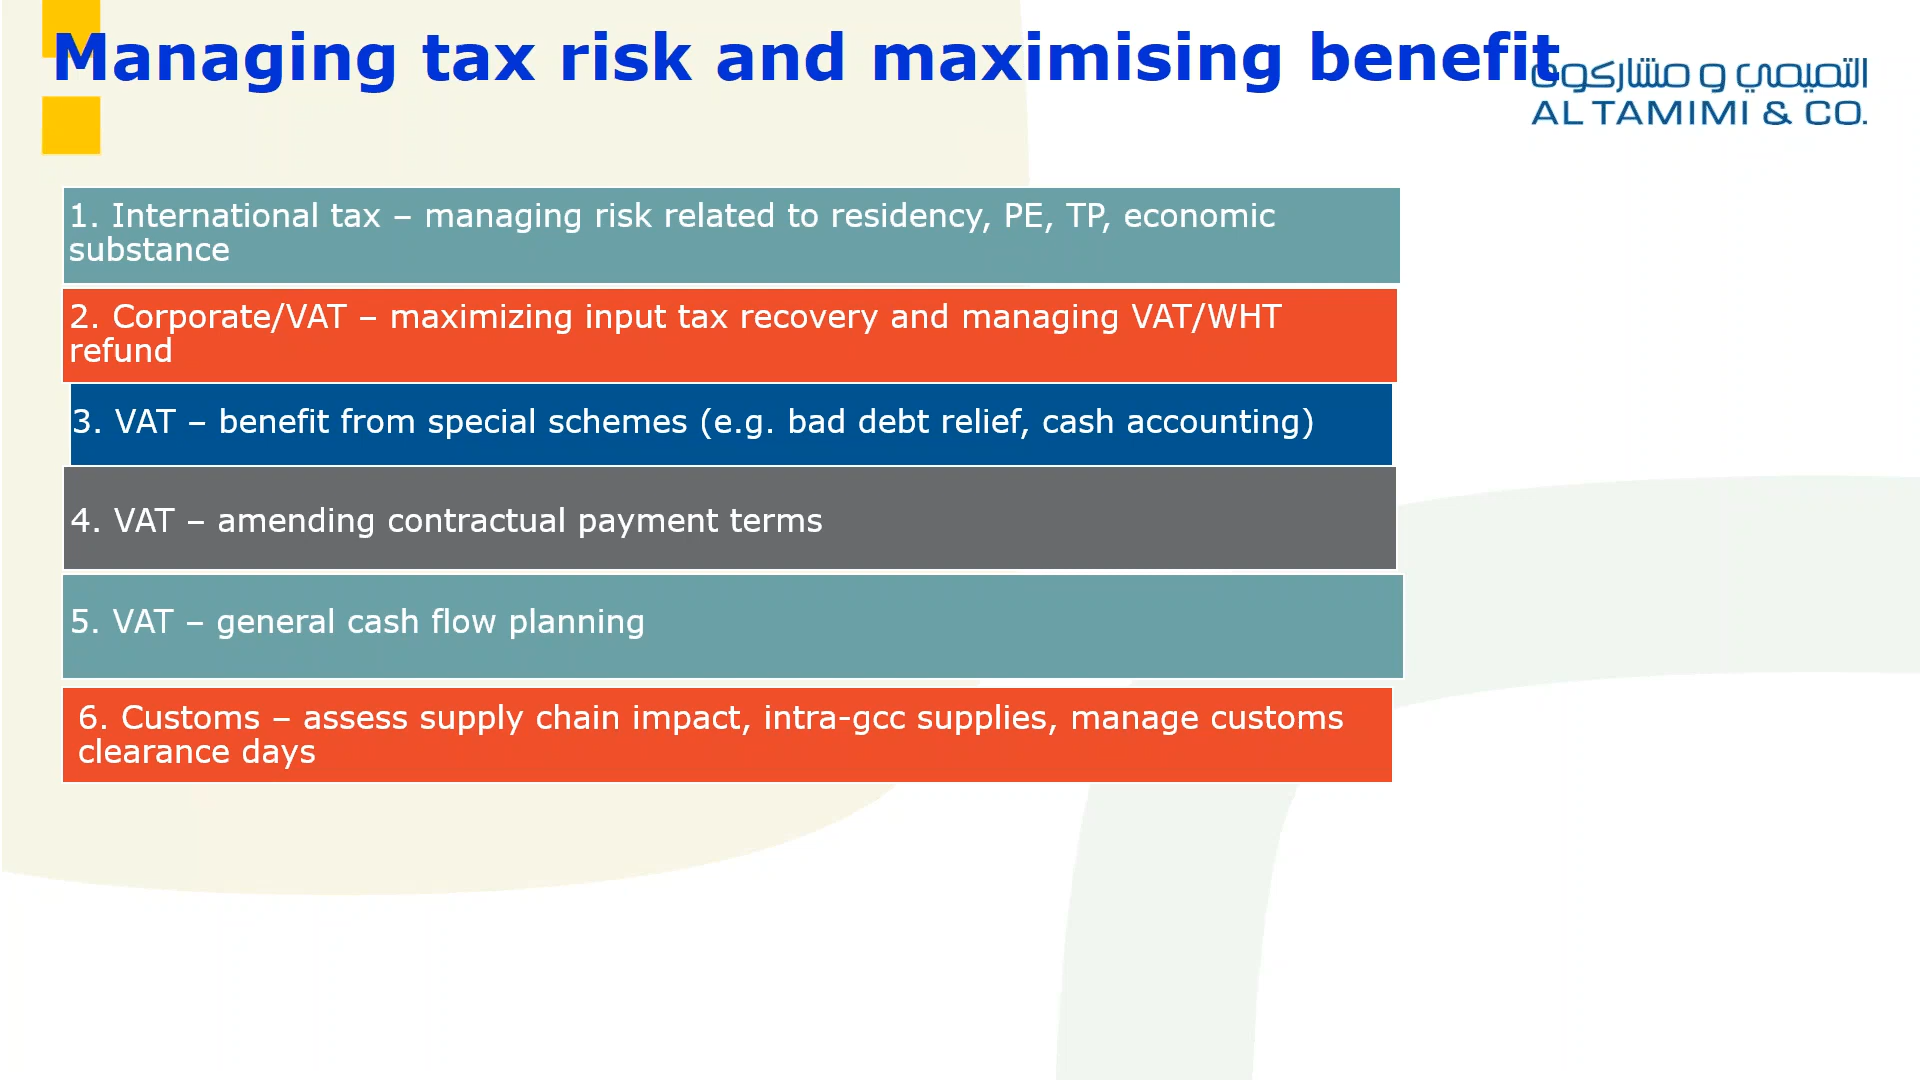 Managing tax risk and maximising benefit
التميمي و مشاركوه
AL TAMIMI & CO.
1. International tax – managing risk related to residency, PE, TP, economic
substance
2. Corporate/VAT – maximizing input tax recovery and managing VAT/WHT
refund
3. VAT – benefit from special schemes (e.g. bad debt relief, cash accounting)
4. VAT – amending contractual payment terms
5. VAT – general cash flow planning
6. Customs – assess supply chain impact, intra-gcc supplies, manage customs
clearance days